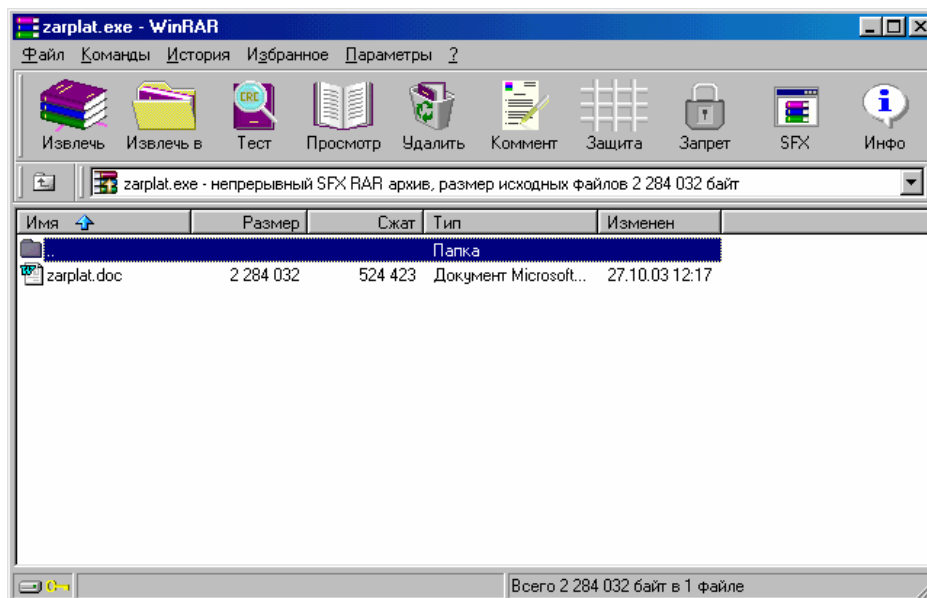 zarplat.exe - WinRAR
Файл Команды История Избранное Параметры ?
CRC
Извлечь Извлечь в Тест Просмотр Удалить Коммент Защита Запрет SFX Инфо
zarplat.exe - непрерывный SFX RAR архив, размер исходных файлов 2 284 032 байт
Имя Размер Сжат Тип Изменен
.. Папка
zarplat.doc 2 284 032 524 423 Документ Microsoft... 27.10.03 12:17
Всего 2 284 032 байт в 1 файле